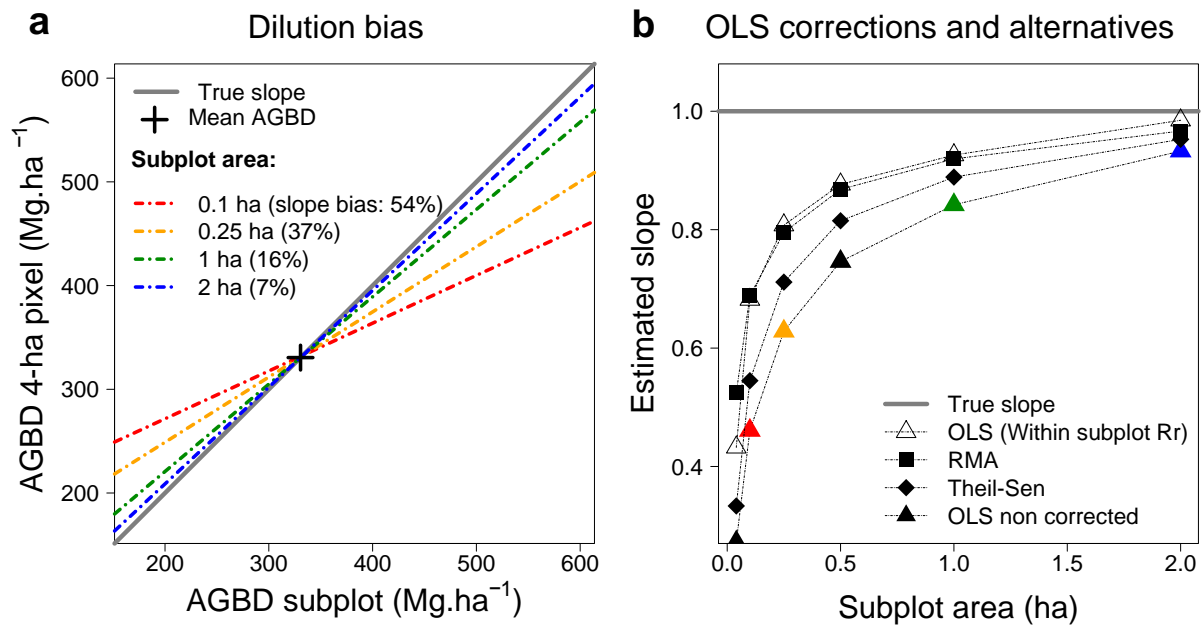 a
Dilution bias
600
500
400
300
200
AGBD 4-ha pixel (Mg.ha⁻¹)
True slope
Mean AGBD
Subplot area:
0.1 ha (slope bias: 54%)
0.25 ha (37%)
1 ha (16%)
2 ha (7%)
200 300 400 500 600
AGBD subplot (Mg.ha⁻¹)
b
OLS corrections and alternatives
1.0
0.8
0.6
0.4
Estimated slope
True slope
OLS (Within subplot Rr)
RMA
Theil-Sen
OLS non corrected
0.0 0.5 1.0 1.5 2.0
Subplot area (ha)